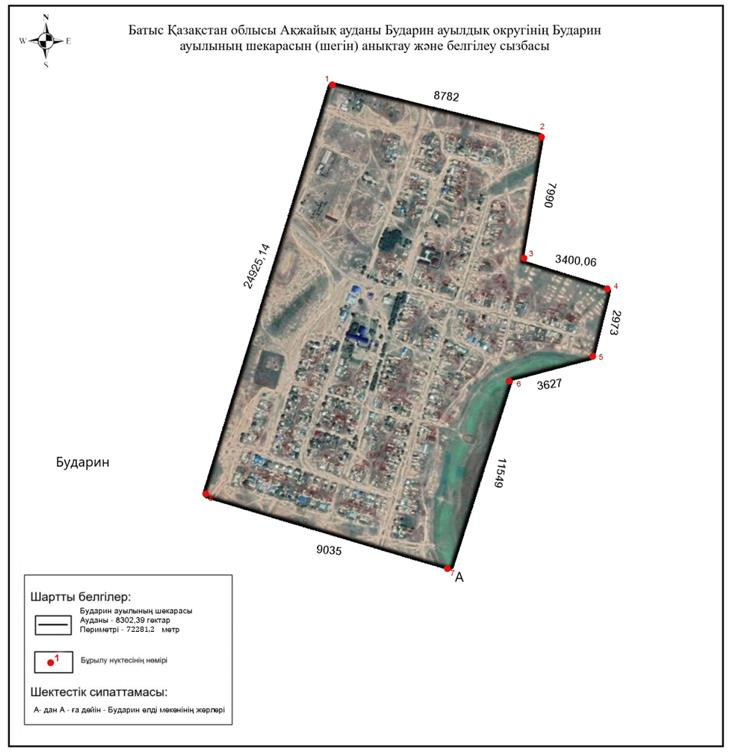 N
W E
S
Батыс Қазақстан облысы Ақжайық ауданы Бударин ауылдық округінің Бударин
ауылының шекарасын (шегін) анықтау және белгілеу сызбасы
1
8782
2
7990
3
3400,06
4
24925,14
2973
5
3627
6
11549
Бударин
9035
7
А
Шартты белгілер:
Бударин ауылының шекарасы
Ауданы - 8302,39 гектар
Периметрі - 72281,2 метр
1
Бұрылу нүктесінің нөмірі
Шектестік сипаттамасы:
А- дан А - ға дейін - Бударин елді мекенінің жерлері